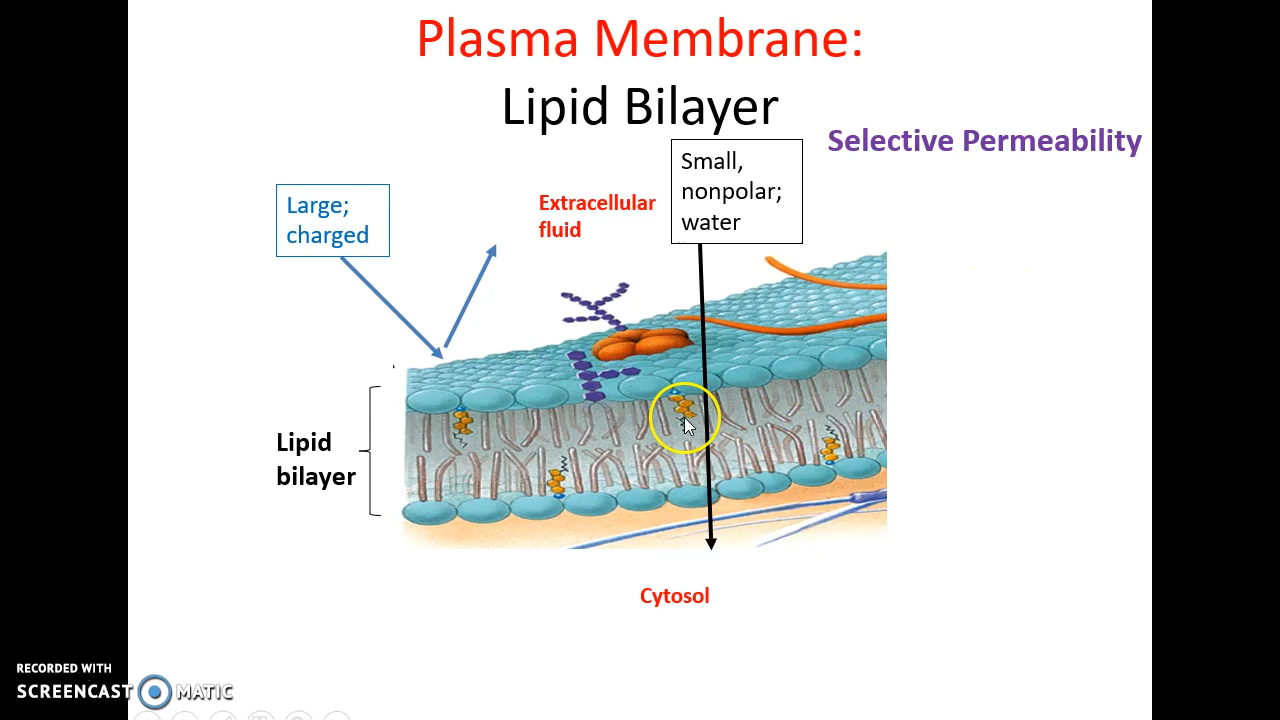 Plasma Membrane:
Lipid Bilayer
Selective Permeability
Small,
nonpolar;
water
Large;
charged
Extracellular
fluid
Lipid
bilayer
Cytosol
RECORDED WITH
SCREENCAST MATIC